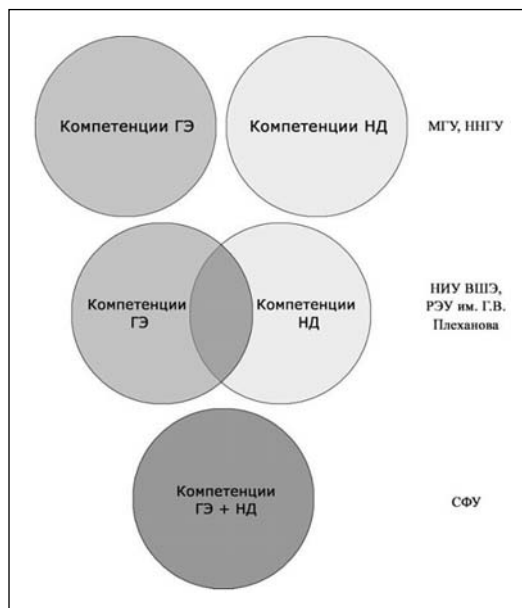 Компетенции ГЭ
Компетенции НД
МГУ, ННГУ
Компетенции
ГЭ
Компетенции
НД
НИУ ВШЭ,
РЭУ им. Г.В.
Плеханова
Компетенции
ГЭ + НД
СФУ